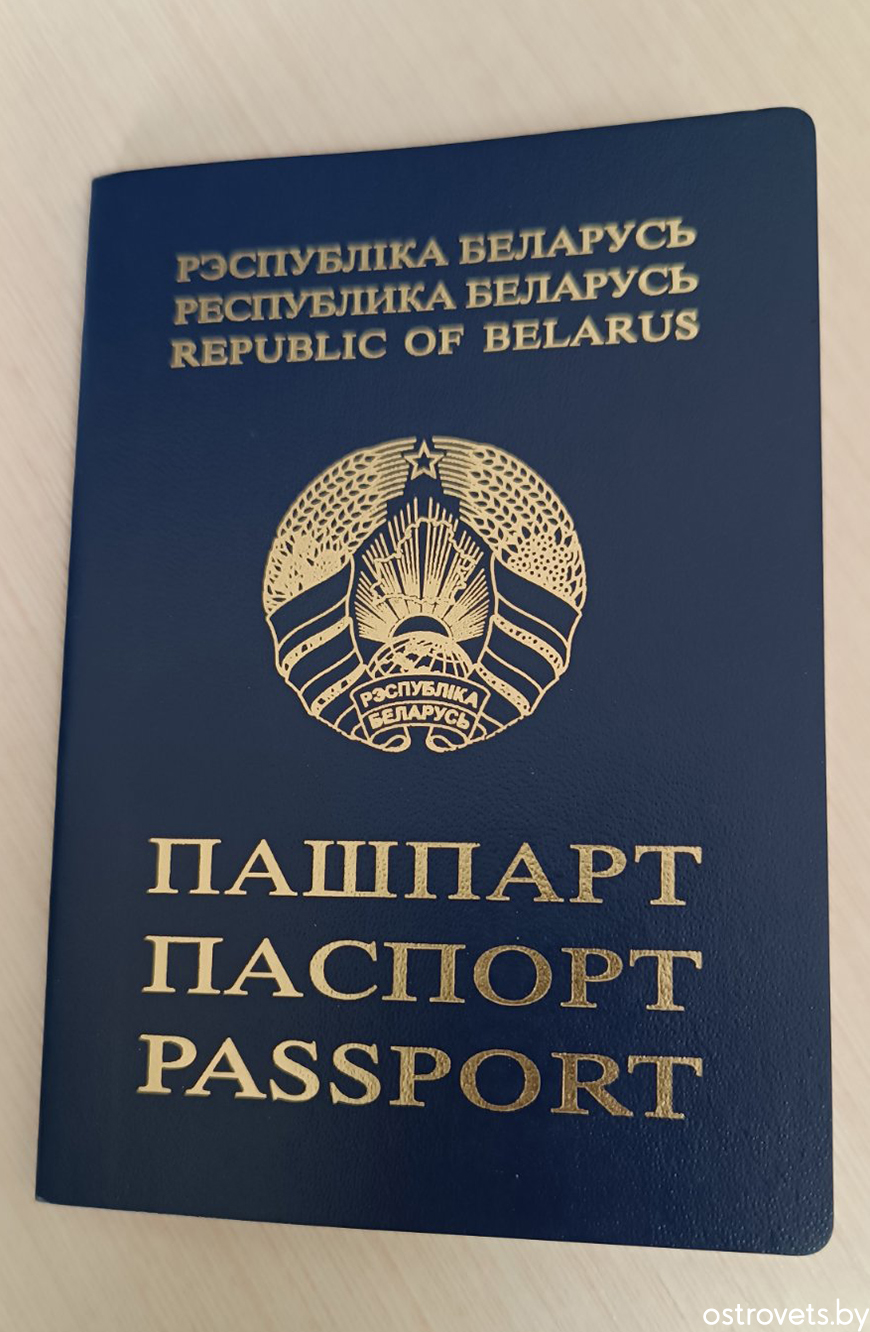 РЭСПУБЛІКА БЕЛАРУСЬ
РЕСПУБЛИКА БЕЛАРУСЬ
REPUBLIC OF BELARUS
РЭСПУБЛІКА
БЕЛАРУСЬ
ПАШПАРТ
ПАСПОРТ
PASSPORT
ostrovets.by